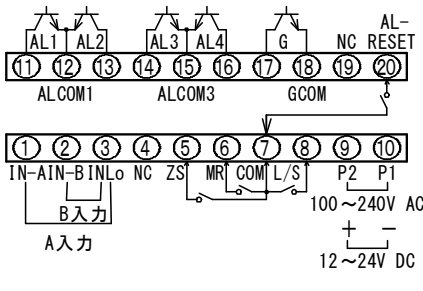 AL-
AL1 AL2 AL3 AL4 G NC RESET
11 12 13 14 15 16 17 18 19 20
ALCOM1 ALCOM3 GCOM
1 2 3 4 5 6 7 8 9 10
IN-A IN-B INLo NC ZS MR COM L/S P2 P1
B入力
100～240V AC
A入力
+ −
12～24V DC